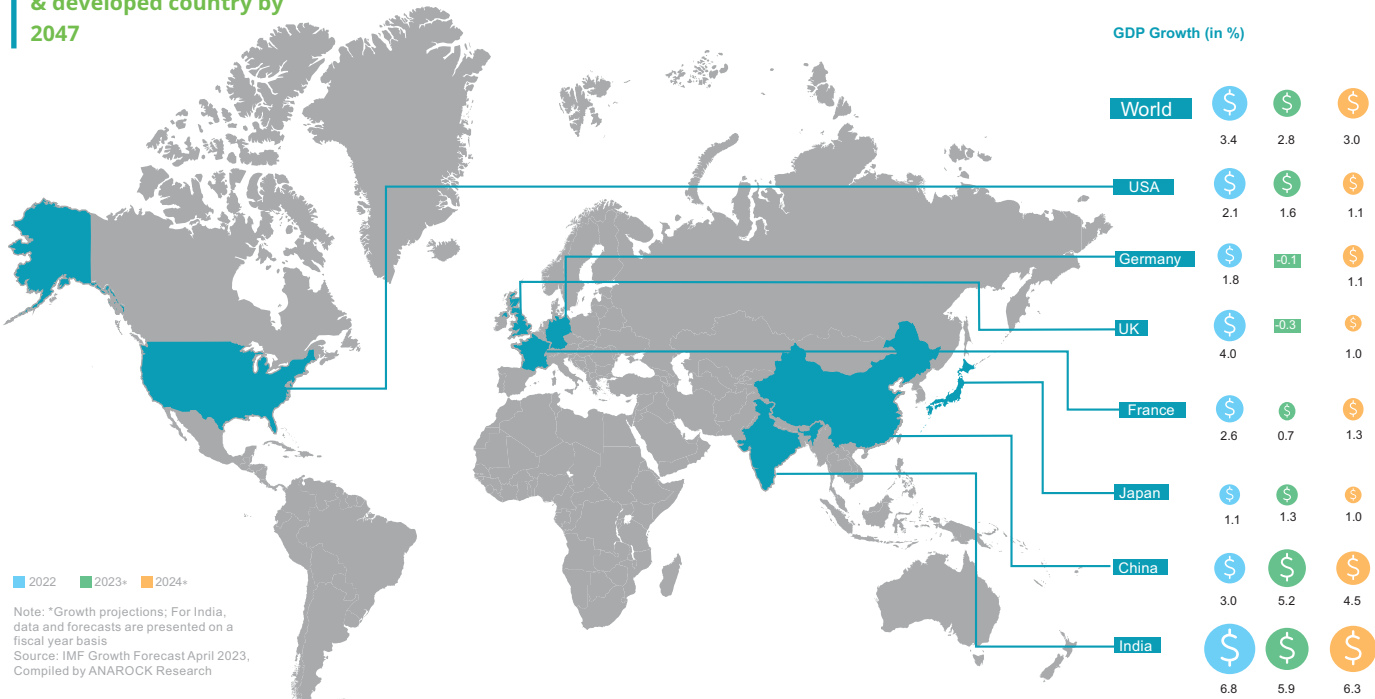 & developed country by
2047
GDP Growth (in %)
World
3.4 2.8 3.0
USA
2.1 1.6 1.1
Germany
-0.1
1.8 1.1
UK
-0.3
4.0 1.0
France
2.6 0.7 1.3
Japan
1.1 1.3 1.0
China
3.0 5.2 4.5
India
6.8 5.9 6.3
2022 2023* 2024*
Note: *Growth projections; For India,
data and forecasts are presented on a
fiscal year basis
Source: IMF Growth Forecast April 2023,
Compiled by ANAROCK Research